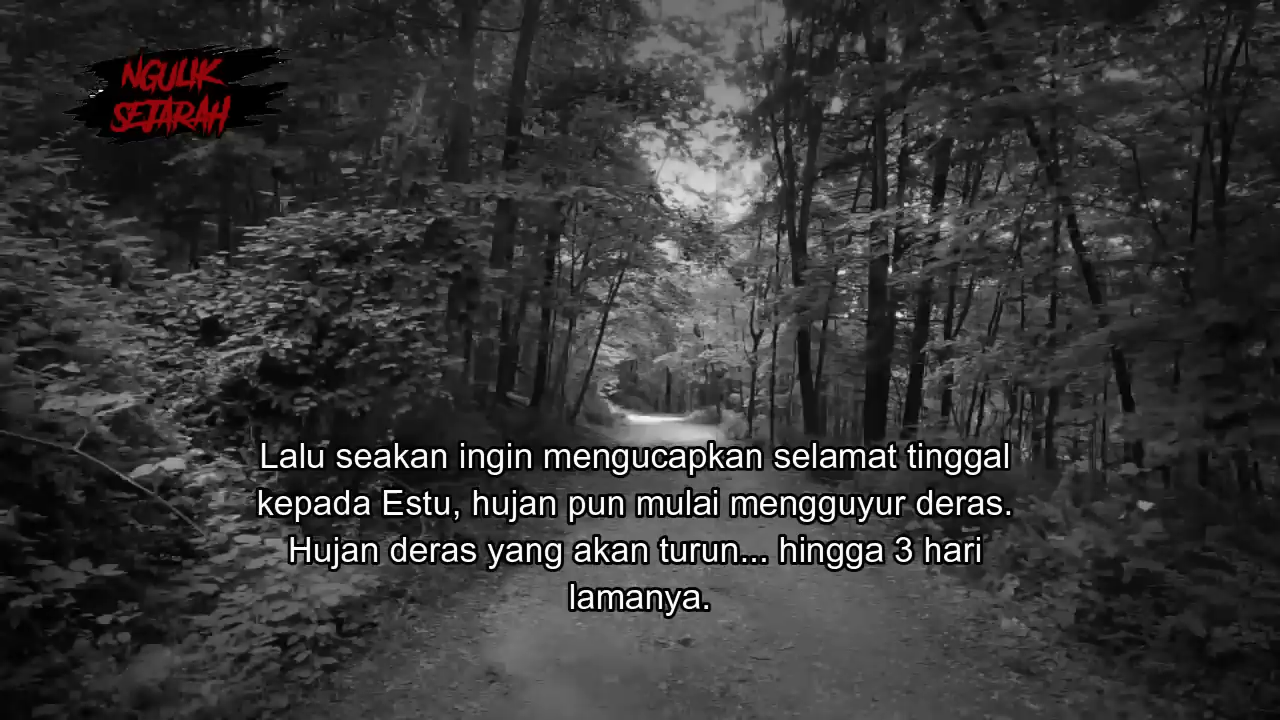 NGULIK
SEJARAH
Lalu seakan ingin mengucapkan selamat tinggal
kepada Estu, hujan pun mulai mengguyur deras.
Hujan deras yang akan turun... hingga 3 hari
lamanya.